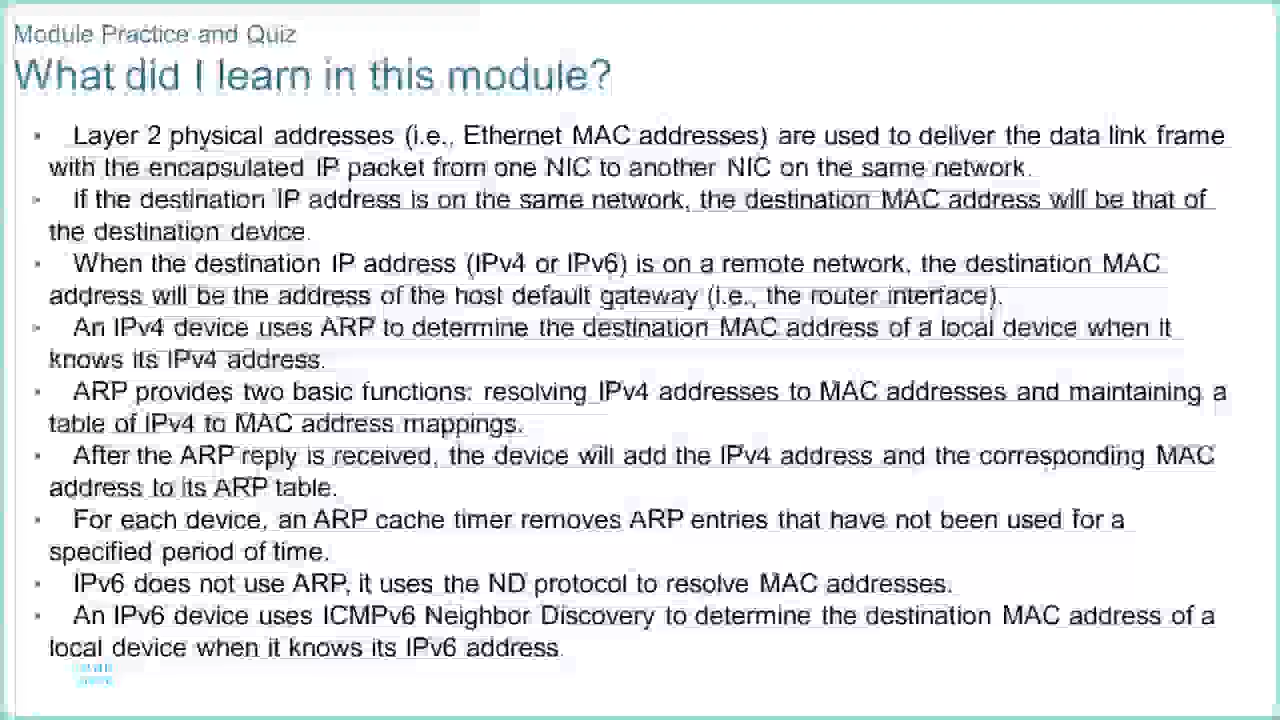 Module Practice and Quiz
What did I learn in this module?
• Layer 2 physical addresses (i.e., Ethernet MAC addresses) are used to deliver the data link frame
with the encapsulated IP packet from one NIC to another NIC on the same network.
• If the destination IP address is on the same network, the destination MAC address will be that of
the destination device.
• When the destination IP address (IPv4 or IPv6) is on a remote network, the destination MAC
address will be the address of the host default gateway (i.e., the router interface).
• An IPv4 device uses ARP to determine the destination MAC address of a local device when it
knows its IPv4 address.
• ARP provides two basic functions: resolving IPv4 addresses to MAC addresses and maintaining a
table of IPv4 to MAC address mappings.
• After the ARP reply is received, the device will add the IPv4 address and the corresponding MAC
address to its ARP table.
• For each device, an ARP cache timer removes ARP entries that have not been used for a
specified period of time.
• IPv6 does not use ARP, it uses the ND protocol to resolve MAC addresses.
• An IPv6 device uses ICMPv6 Neighbor Discovery to determine the destination MAC address of a
local device when it knows its IPv6 address.